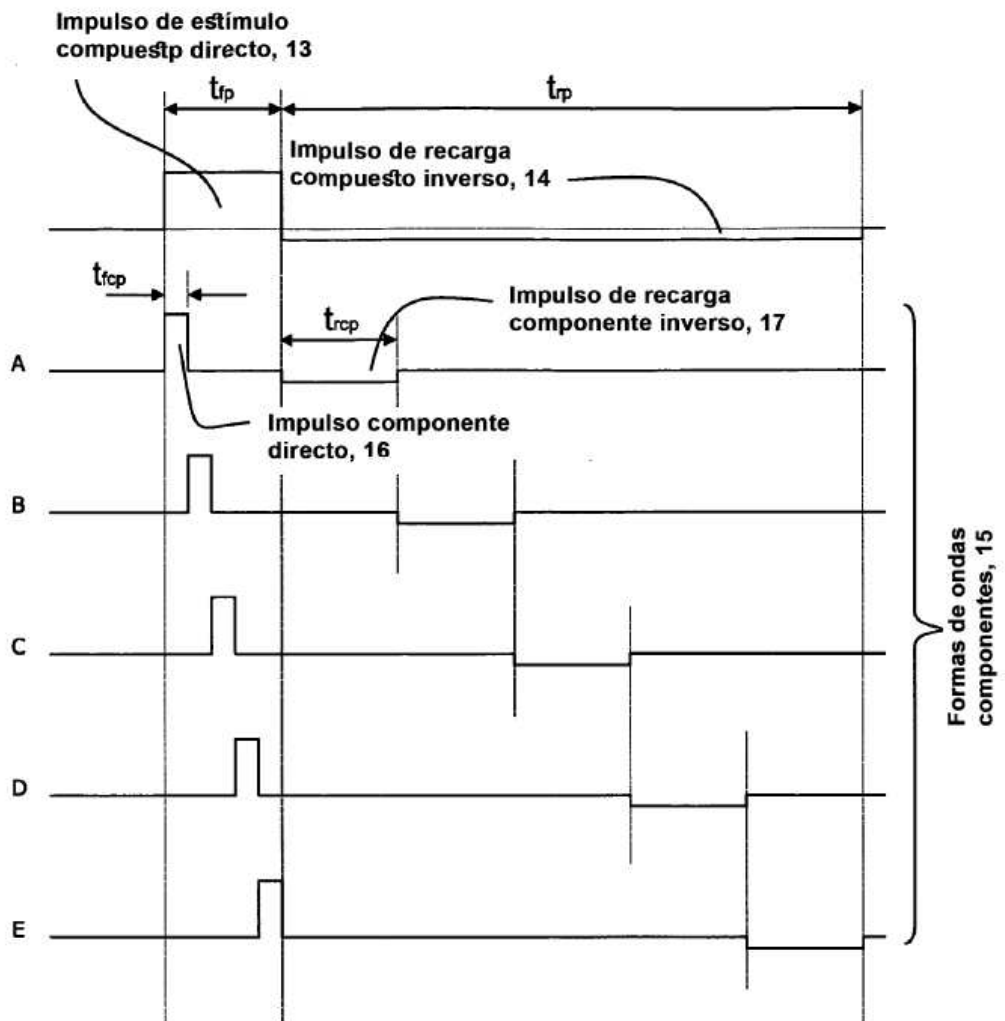 Impulso de estímulo
compuestp directo, 13
tfp
trp
Impulso de recarga
compuesto inverso, 14
tfcp
trcp
Impulso de recarga
componente inverso, 17
A
Impulso componente
directo, 16
B
C
D
E
Formas de ondas
componentes, 15